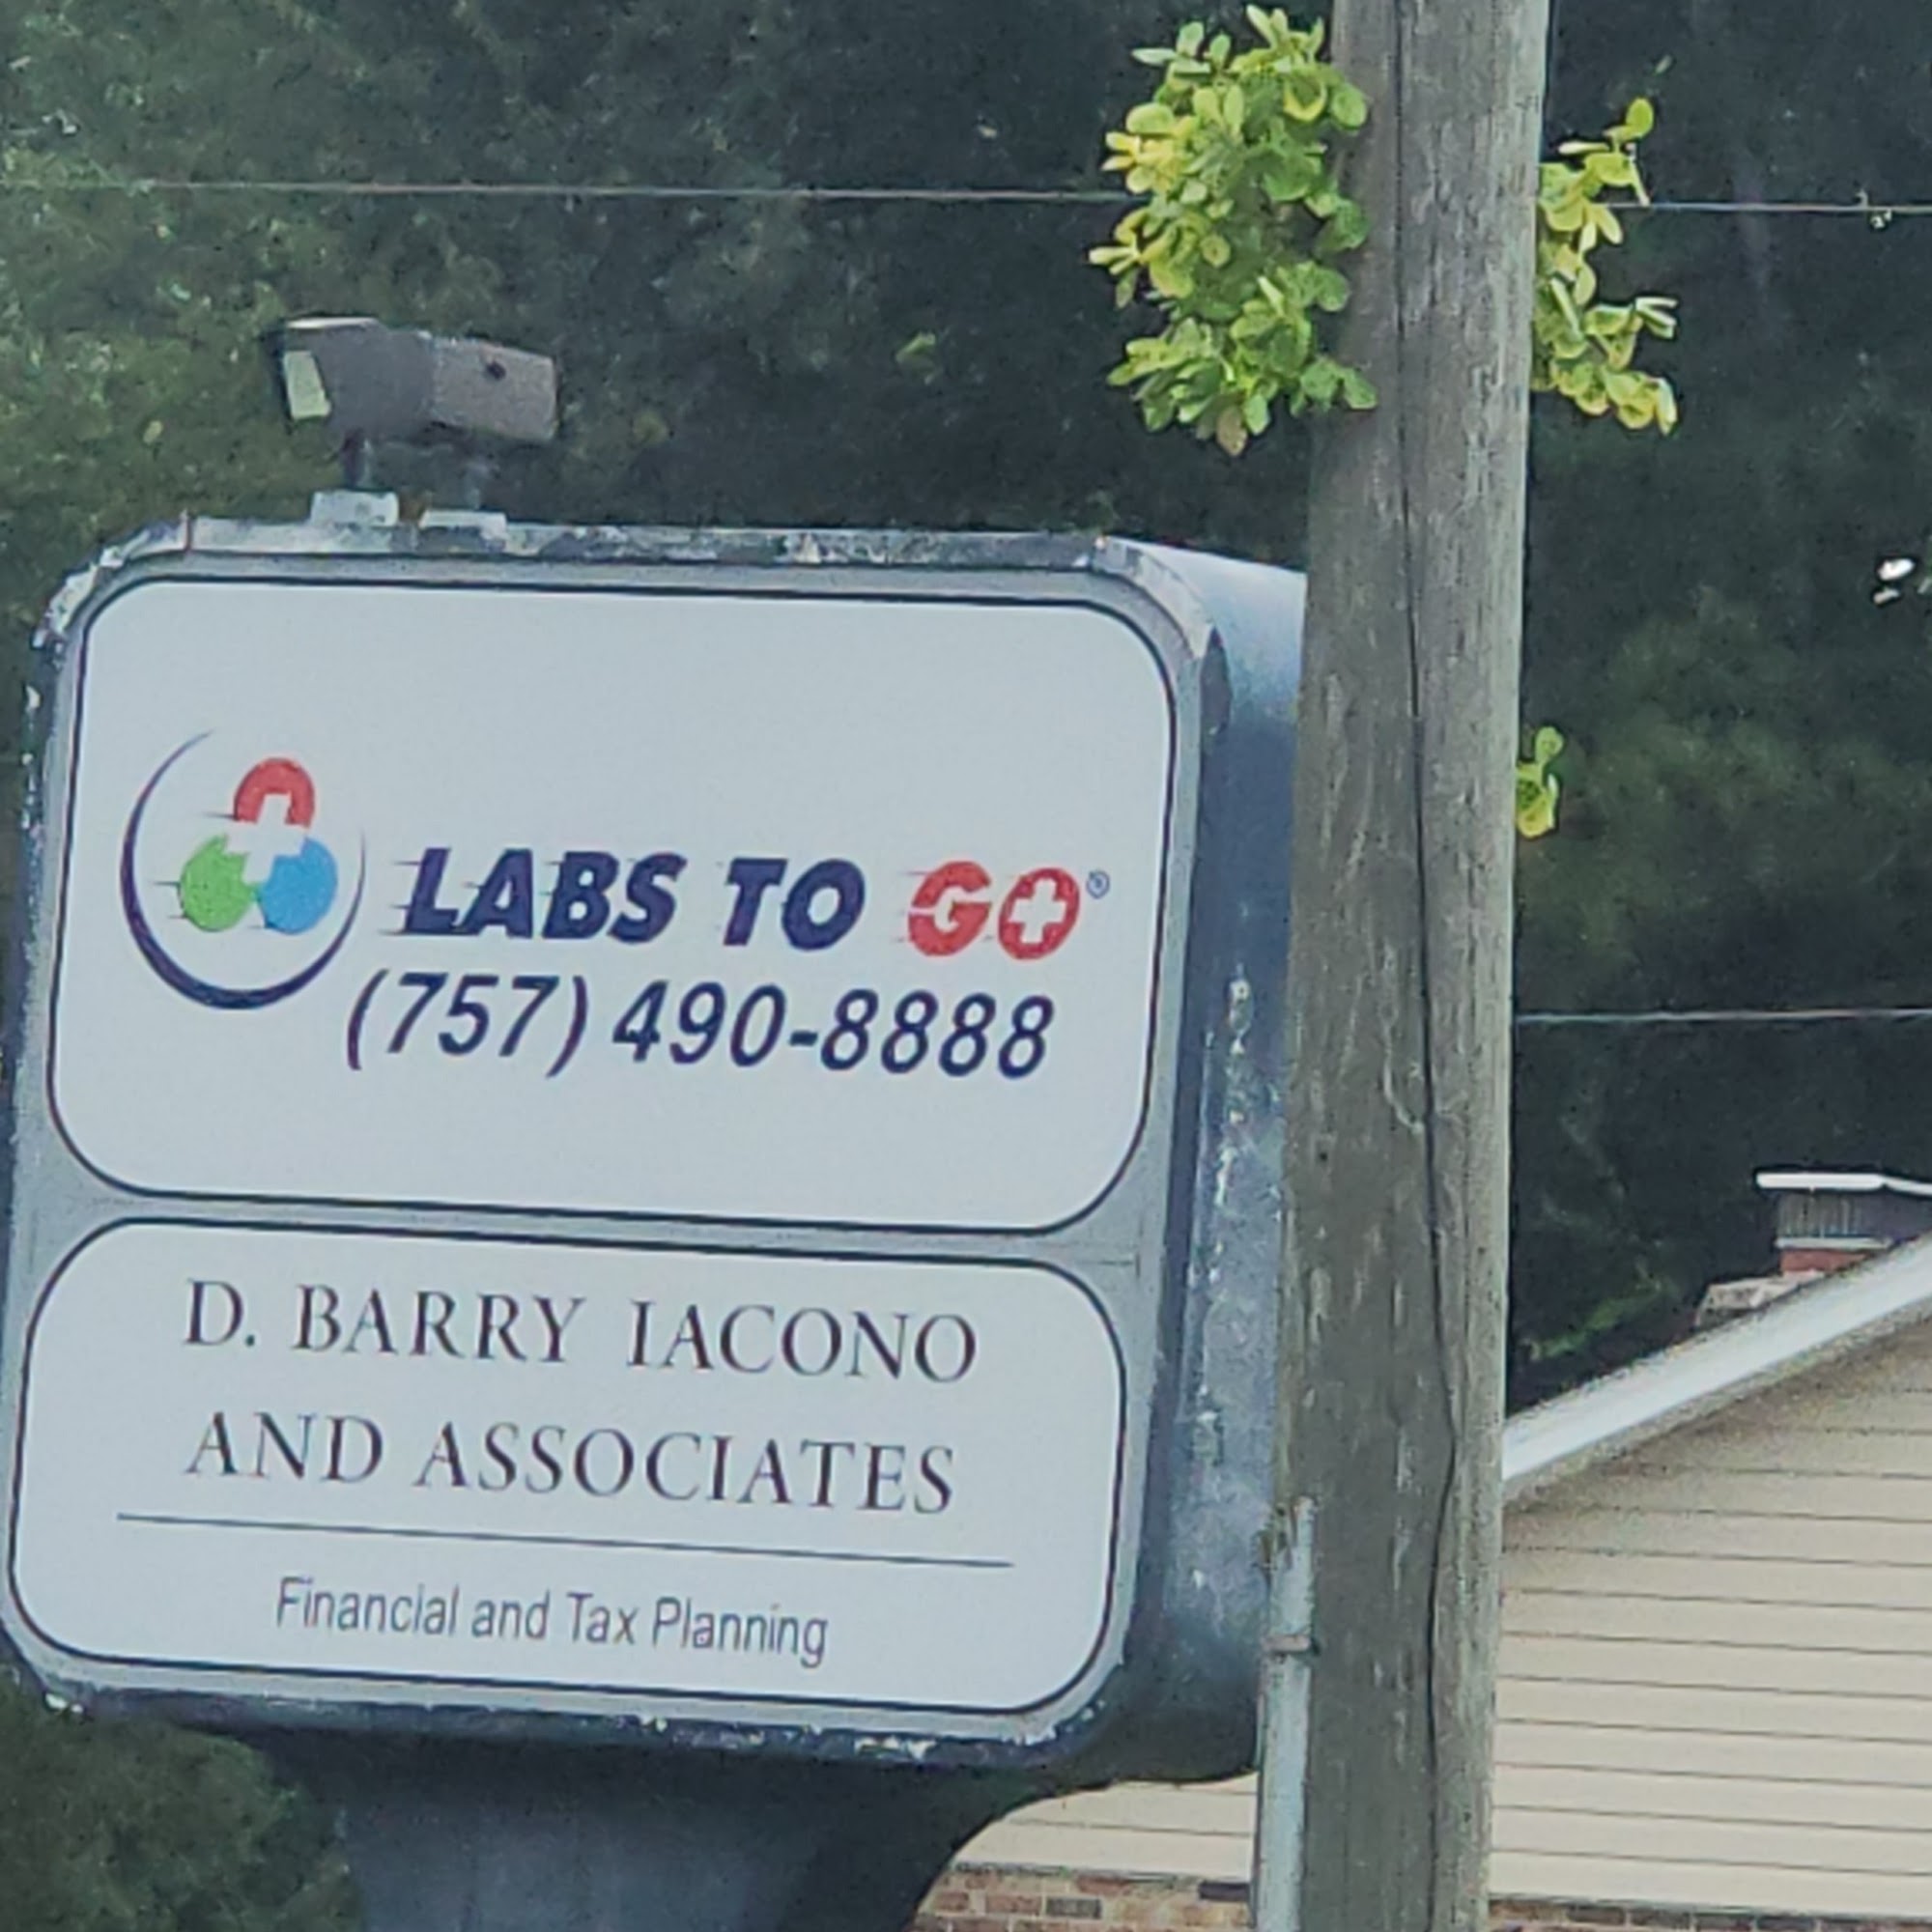 LABS TO GO®
(757) 490-8888
D. BARRY IACONO
AND ASSOCIATES
Financial and Tax Planning